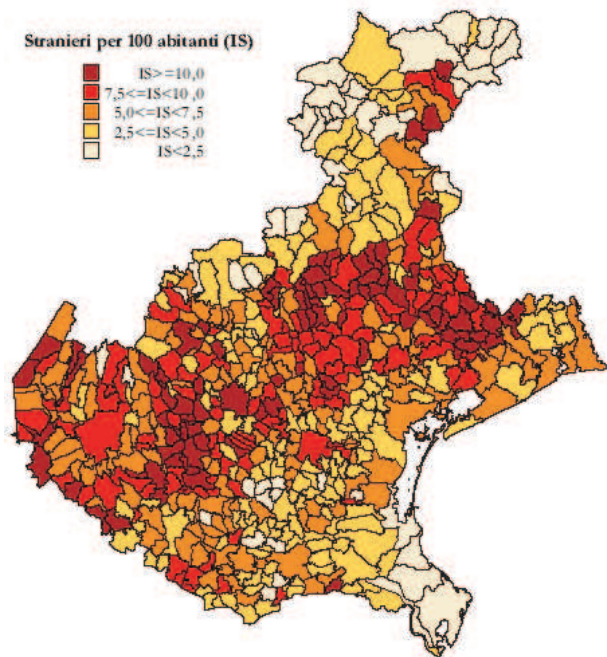 Stranieri per 100 abitanti (IS)
IS>=10,0
7,5<=IS<10,0
5,0<=IS<7,5
2,5<=IS<5,0
IS<2,5